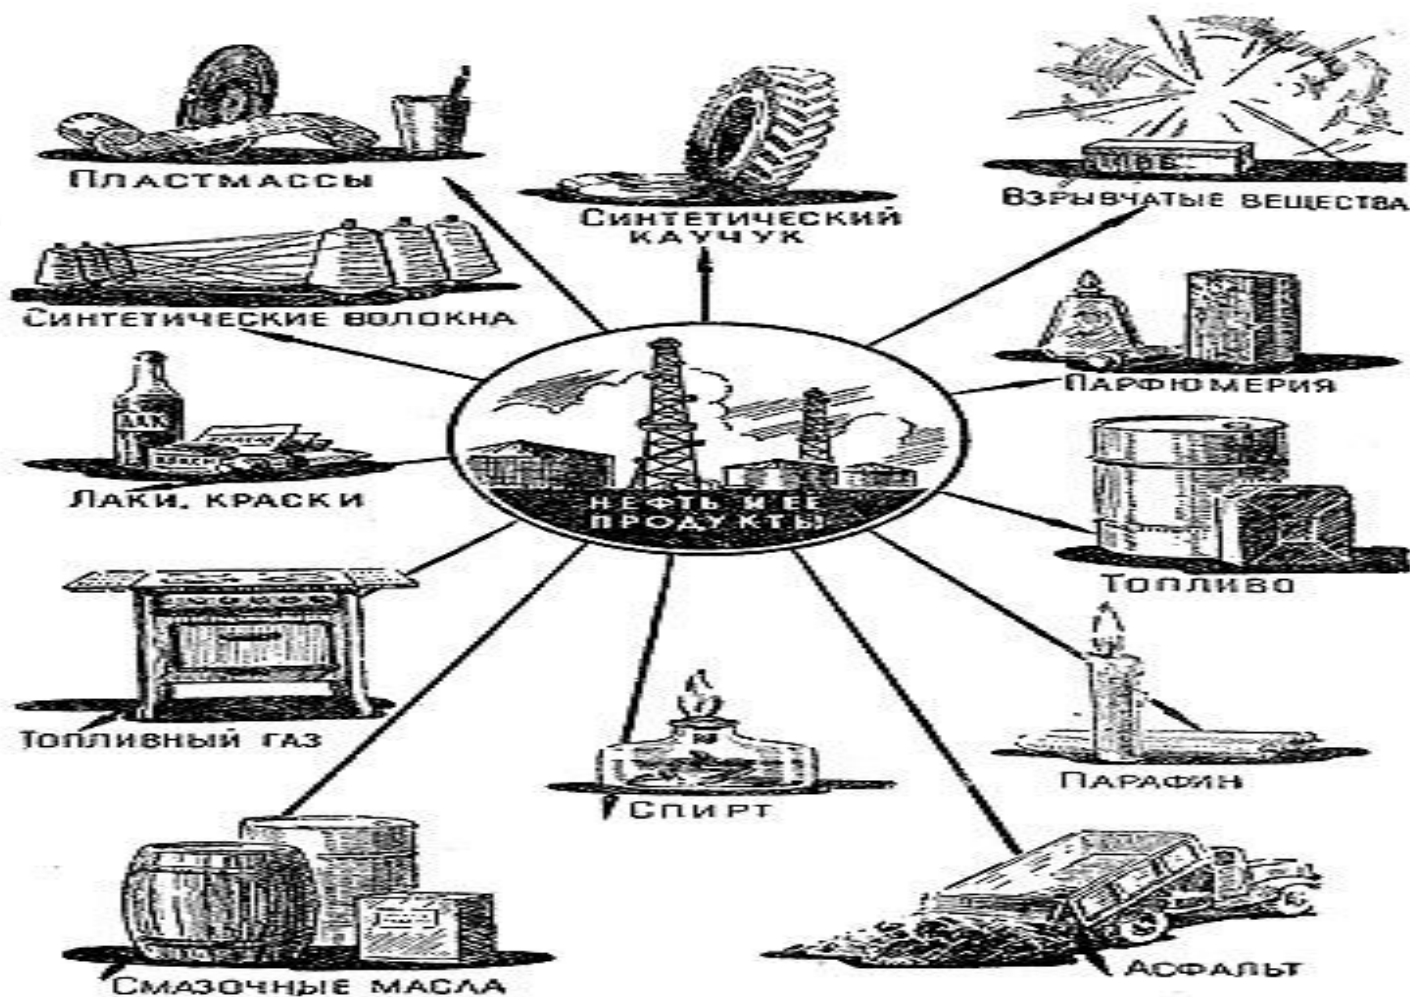 Пластмассы
Синтетический
каучук
Взрывчатые вещества
Синтетические волокна
Парфюмерия
ЛАК
Лаки, краски
Нефть и её
продукты
Топливо
Топливный газ
Парафин
Спирт
Смазочные масла
Асфальт